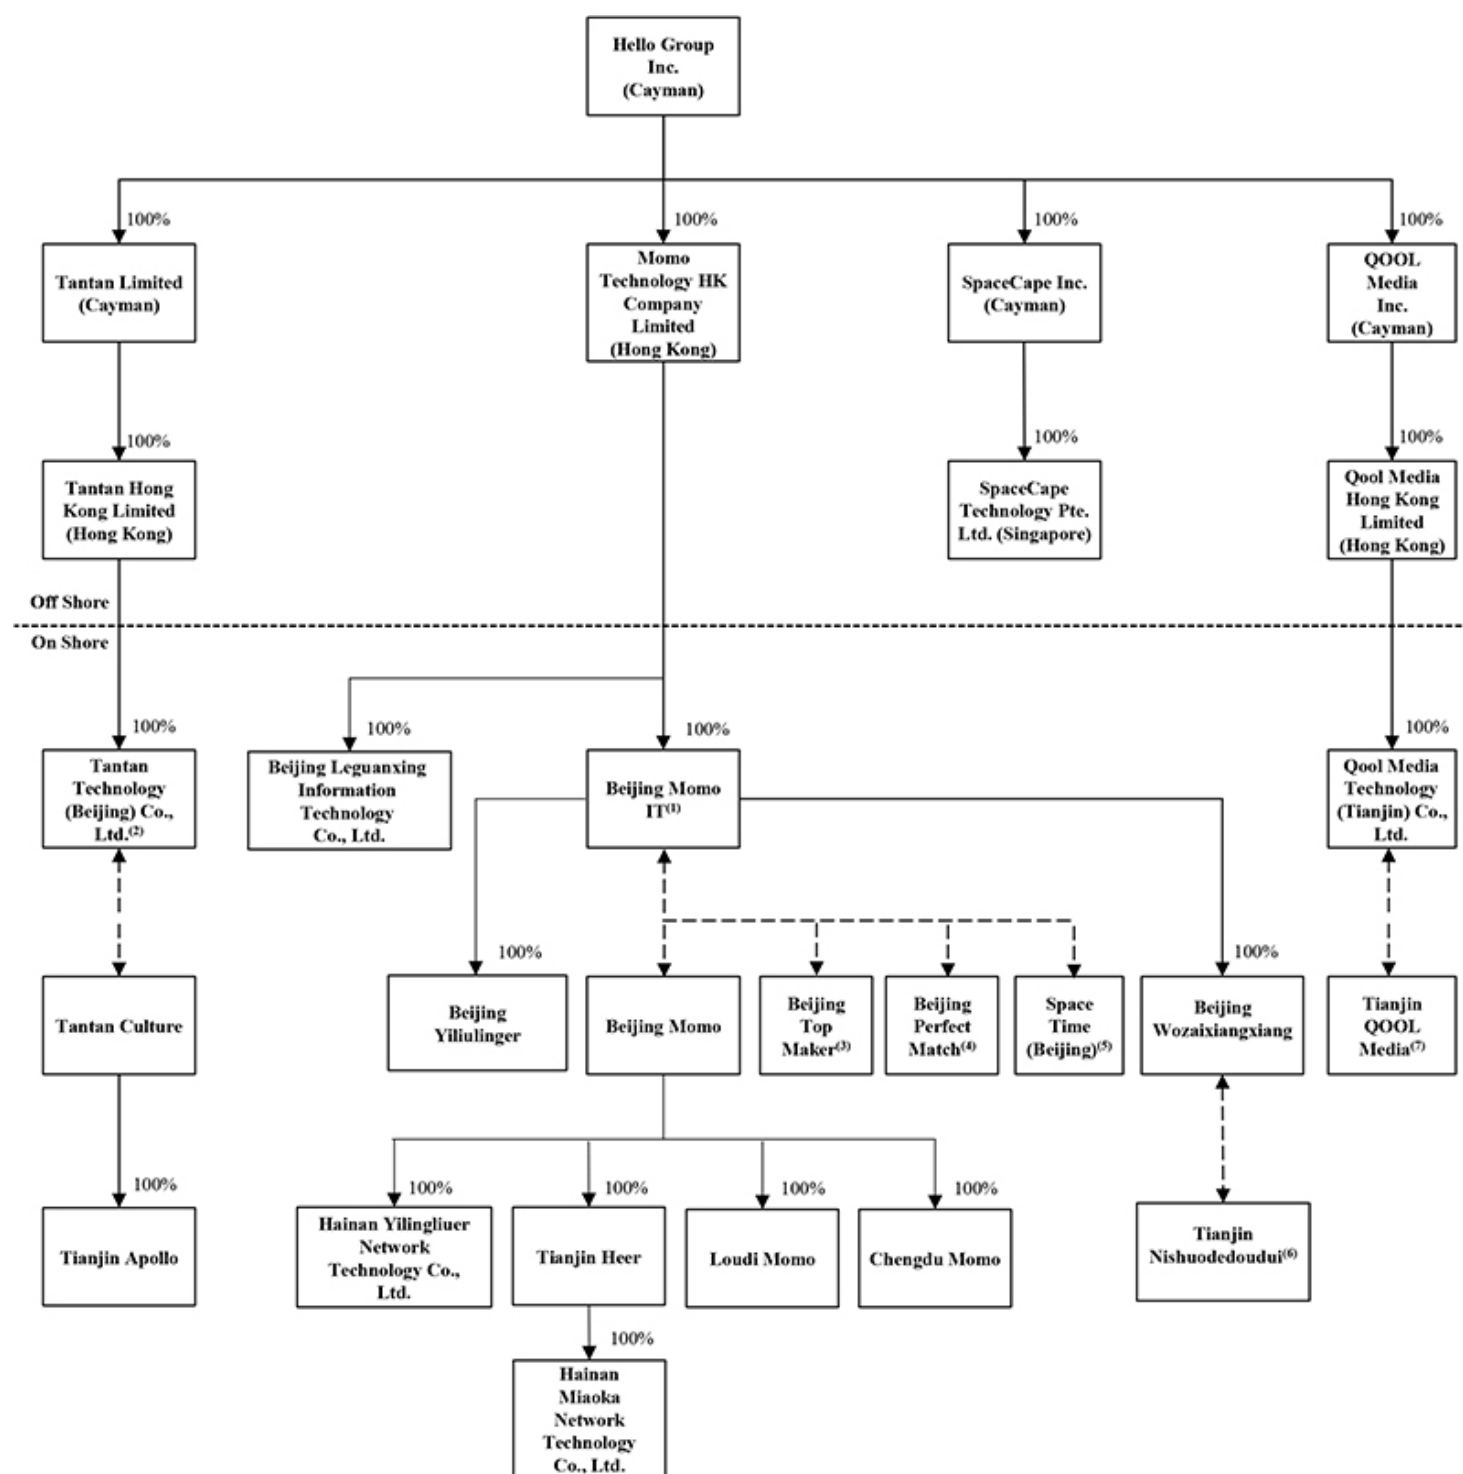 Hello Group
Inc.
(Cayman)
100%
100%
100%
100%
Tantan Limited
(Cayman)
Momo
Technology HK
Company
Limited
(Hong Kong)
SpaceCape Inc.
(Cayman)
QOOL
Media
Inc.
(Cayman)
100%
100%
100%
Tantan Hong
Kong Limited
(Hong Kong)
SpaceCape
Technology Pte.
Ltd. (Singapore)
Qool Media
Hong Kong
Limited
(Hong Kong)
Off Shore
On Shore
100%
100%
100%
100%
Tantan
Technology
(Beijing) Co.,
Ltd.(2)
Beijing Leguanxing
Information
Technology
Co., Ltd.
Beijing Momo
IT(1)
Qool Media
Technology
(Tianjin) Co.,
Ltd.
100%
100%
Tantan Culture
Beijing
Yiliulinger
Beijing Momo
Beijing
Top
Maker(3)
Beijing
Perfect
Match(4)
Space
Time
(Beijing)(5)
Beijing
Wozaixiangxiang
Tianjin
QOOL
Media(7)
100%
100%
100%
100%
100%
Tianjin Apollo
Hainan Yilingliuer
Network
Technology Co.,
Ltd.
Tianjin Heer
Loudi Momo
Chengdu Momo
Tianjin
Nishuodedoudui(6)
100%
Hainan
Miaoka
Network
Technology
Co., Ltd.